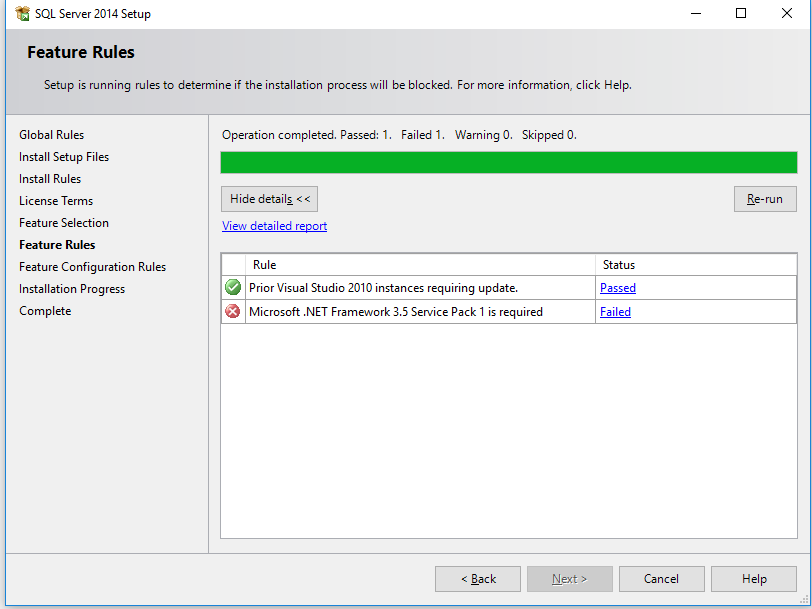 SQL Server 2014 Setup
Feature Rules
Setup is running rules to determine if the installation process will be blocked. For more information, click Help.
Global Rules
Install Setup Files
Install Rules
License Terms
Feature Selection
Feature Rules
Feature Configuration Rules
Installation Progress
Complete
Operation completed. Passed: 1. Failed 1. Warning 0. Skipped 0.
Hide details <<
Re-run
View detailed report
Rule Status
Prior Visual Studio 2010 instances requiring update. Passed
Microsoft .NET Framework 3.5 Service Pack 1 is required Failed
< Back Next > Cancel Help